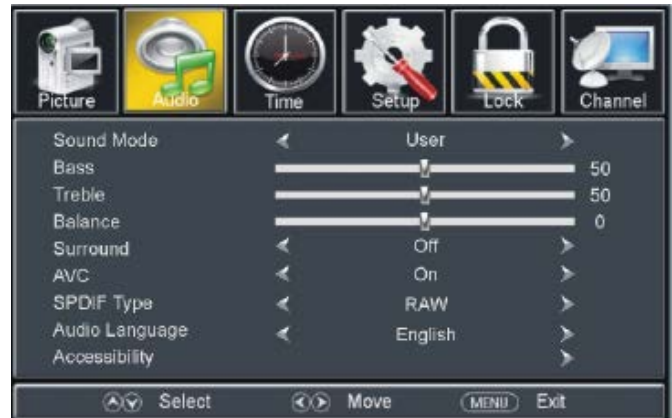 Picture Audio Time Setup Lock Channel
Sound Mode User
Bass 50
Treble 50
Balance 0
Surround Off
AVC On
SPDIF Type RAW
Audio Language English
Accessibility
Select Move MENU Exit